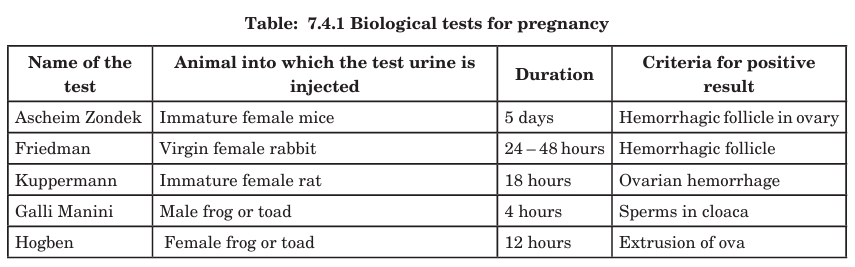 Table: 7.4.1 Biological tests for pregnancy
Name of the test | Animal into which the test urine is injected | Duration | Criteria for positive result
Ascheim Zondek | Immature female mice | 5 days | Hemorrhagic follicle in ovary
Friedman | Virgin female rabbit | 24 – 48 hours | Hemorrhagic follicle
Kuppermann | Immature female rat | 18 hours | Ovarian hemorrhage
Galli Manini | Male frog or toad | 4 hours | Sperms in cloaca
Hogben | Female frog or toad | 12 hours | Extrusion of ova